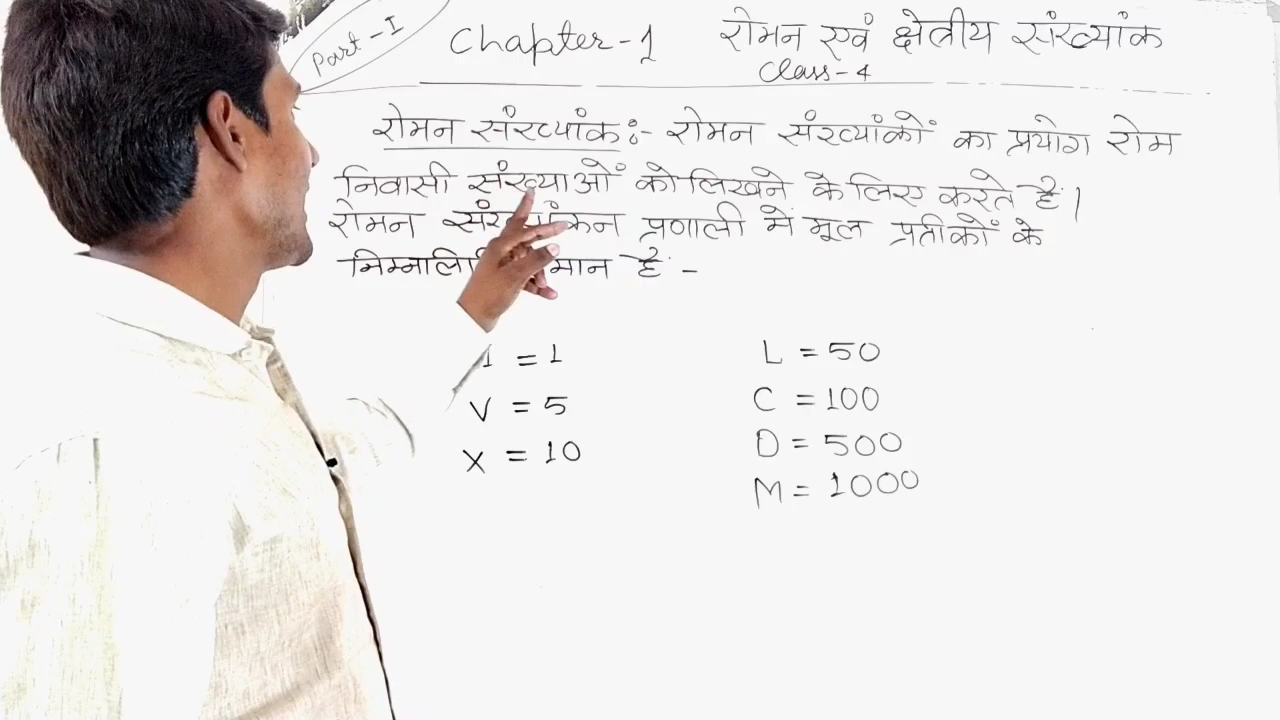 Part-I
Chapter-1 रोमन एवं क्षेत्रीय संख्यांक
Class-4
रोमन संख्यांक:- रोमन संख्यांकों का प्रयोग रोम
निवासी संख्याओं को लिखने के लिए करते हैं।
रोमन संख्यांकन प्रणाली में मूल प्रतीकों के
मान हैं -
I = 1
V = 5
X = 10
L = 50
C = 100
D = 500
M = 1000